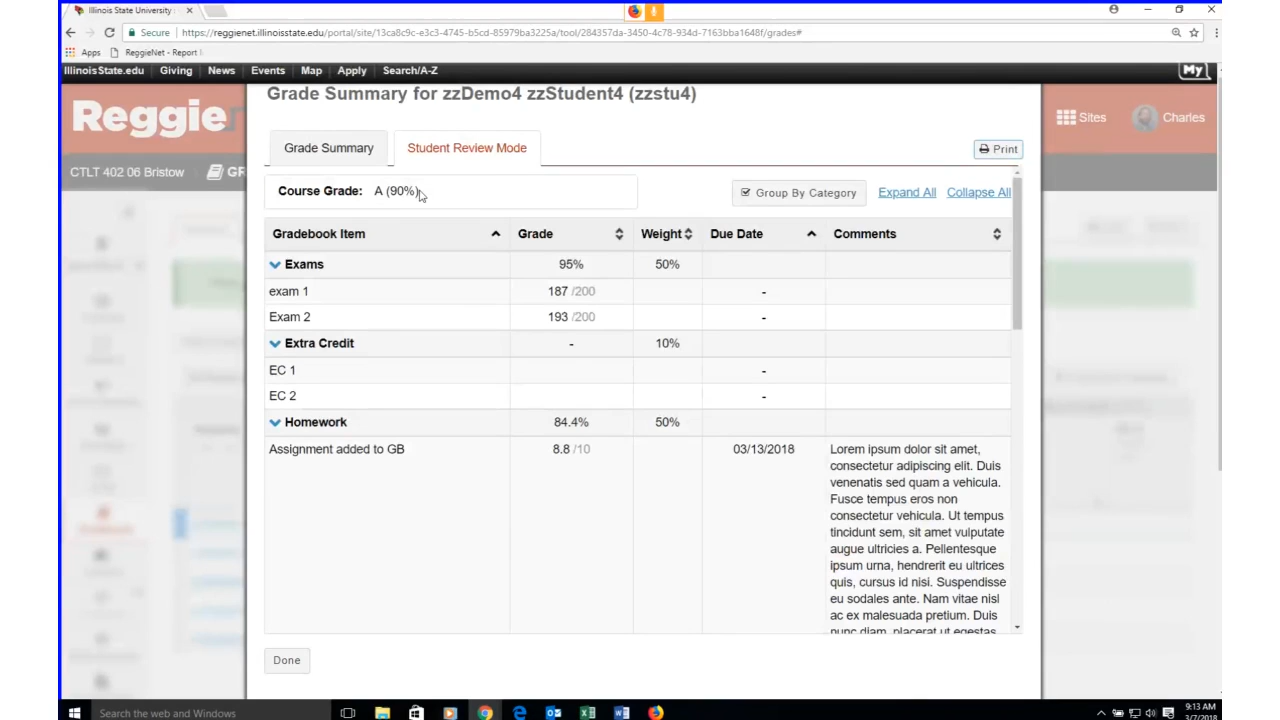 Illinois State University
Secure
https://reggienet.illinoisstate.edu/portal/site/13ca8c9c-e3c3-4745-b5cd-85979ba3225a/tool/284357da-3450-4c78-934d-7163bba1648f/grades#
Apps ReggieNet - Report
IllinoisState.edu Giving News Events Map Apply Search/A-Z My
Grade Summary for zzDemo4 zzStudent4 (zzstu4)
Reggie Sites Charles
Grade Summary Student Review Mode Print
CTLT 402 06 Bristow GR
Course Grade: A (90%) Group By Category Expand All Collapse All
Gradebook Item Grade Weight Due Date Comments
Exams 95% 50%
exam 1 187 /200 -
Exam 2 193 /200 -
Extra Credit - 10%
EC 1 -
EC 2 -
Homework 84.4% 50%
Assignment added to GB 8.8 /10 03/13/2018 Lorem ipsum dolor sit amet,
consectetur adipiscing elit. Duis
venenatis sed quam a vehicula.
Fusce tempus eros non
consectetur vehicula. Ut tempus
tincidunt sem, sit amet vulputate
augue ultricies a. Pellentesque
ipsum urna, hendrerit eu ultrices
quis, cursus id nisi. Suspendisse
eu sodales ante. Nam vitae nisl
ac ex malesuada pretium. Duis
nunc diam, placerat ut egestas
Done
Search the web and Windows
9:13 AM
3/7/2018